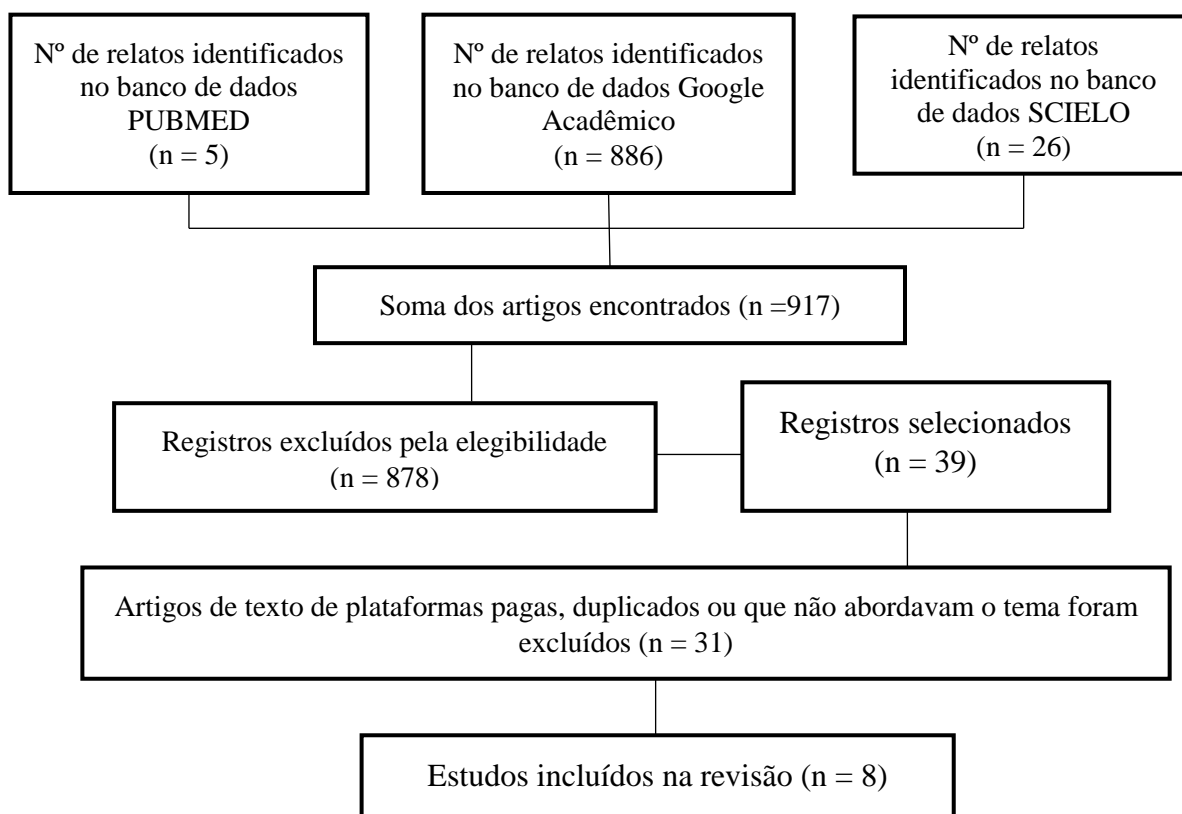 Nº de relatos identificados
no banco de dados
PUBMED
(n = 5)
Nº de relatos identificados
no banco de dados Google
Acadêmico
(n = 886)
Nº de relatos
identificados no banco
de dados SCIELO
(n = 26)
Soma dos artigos encontrados (n =917)
Registros excluídos pela elegibilidade
(n = 878)
Registros selecionados
(n = 39)
Artigos de texto de plataformas pagas, duplicados ou que não abordavam o tema foram
excluídos (n = 31)
Estudos incluídos na revisão (n = 8)